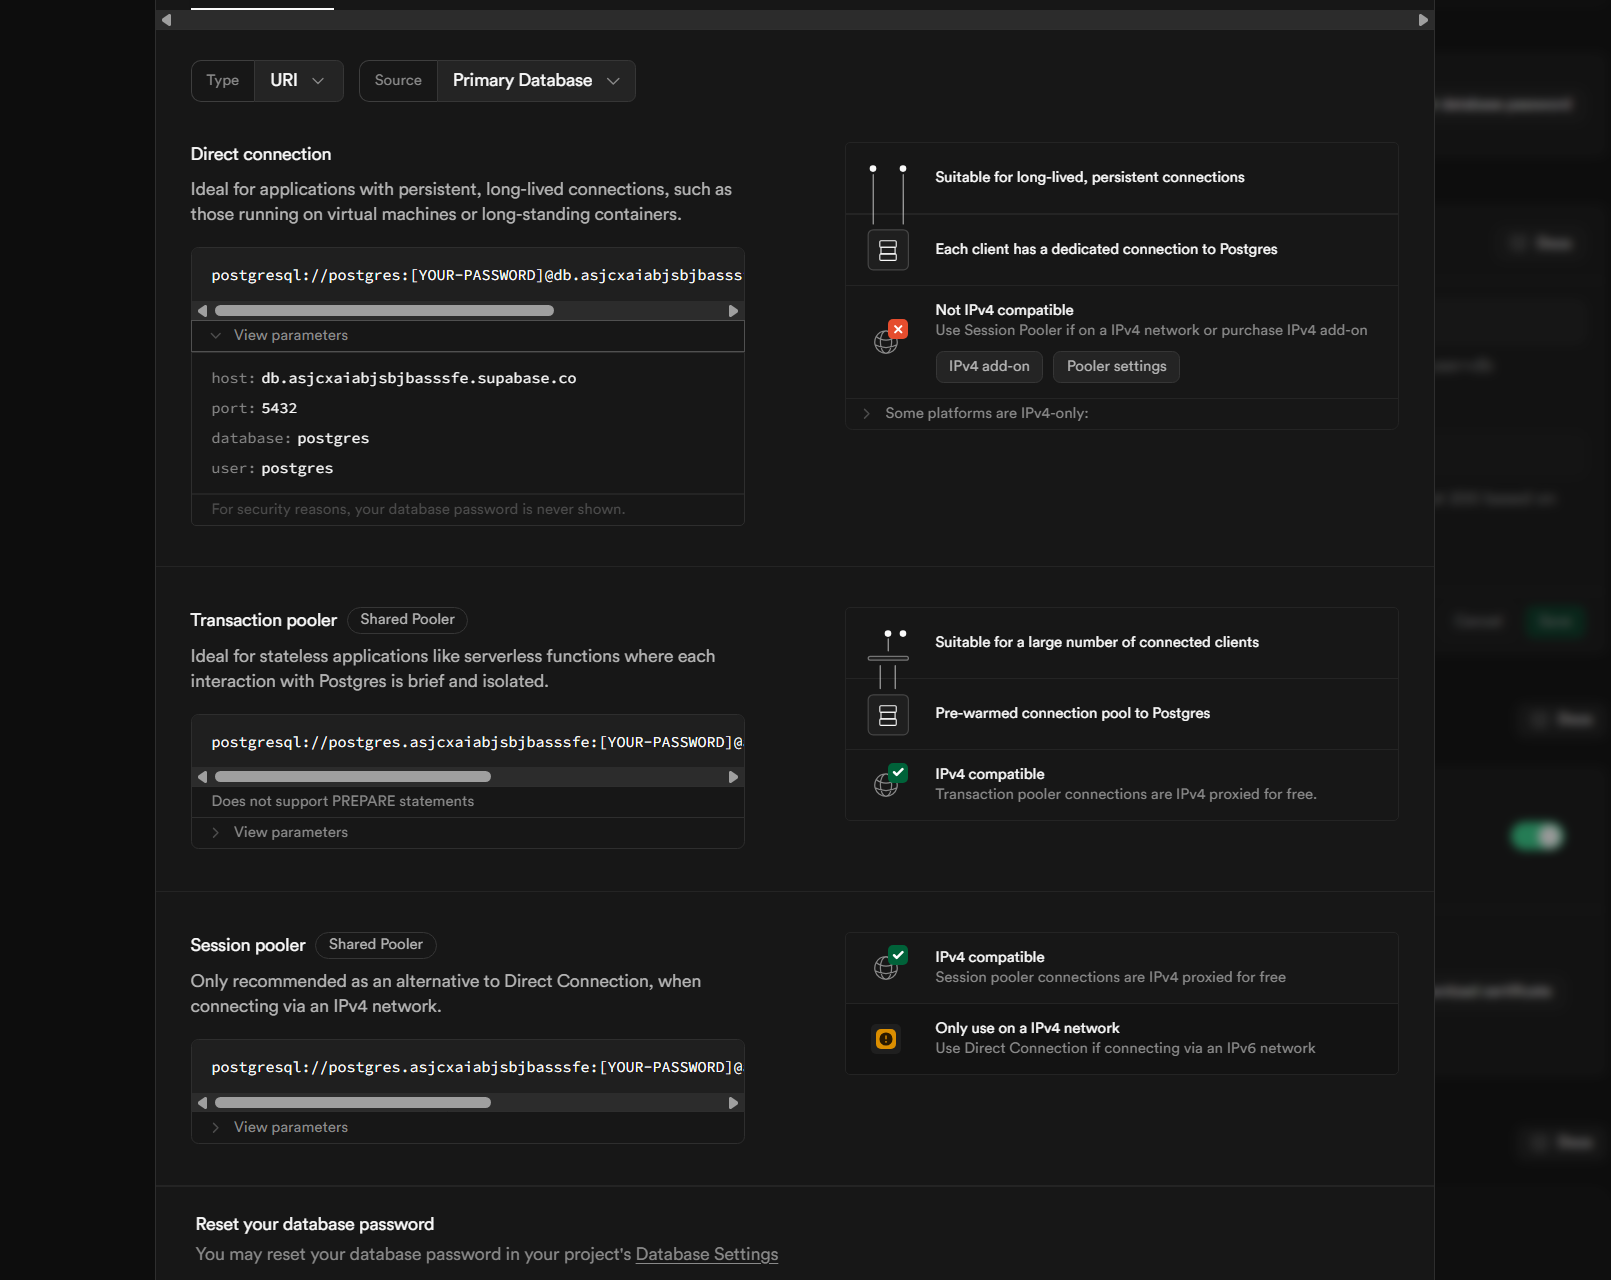 Type URI Source Primary Database
Direct connection
Ideal for applications with persistent, long-lived connections, such as
those running on virtual machines or long-standing containers.
postgresql://postgres:[YOUR-PASSWORD]@db.asjcxaiabjsbjbasss
View parameters
host: db.asjcxaiabjsbjbasssfe.supabase.co
port: 5432
database: postgres
user: postgres
For security reasons, your database password is never shown.
Suitable for long-lived, persistent connections
Each client has a dedicated connection to Postgres
Not IPv4 compatible
Use Session Pooler if on a IPv4 network or purchase IPv4 add-on
IPv4 add-on Pooler settings
Some platforms are IPv4-only:
Transaction pooler Shared Pooler
Ideal for stateless applications like serverless functions where each
interaction with Postgres is brief and isolated.
postgresql://postgres.asjcxaiabjsbjbasssfe:[YOUR-PASSWORD]@
Does not support PREPARE statements
View parameters
Suitable for a large number of connected clients
Pre-warmed connection pool to Postgres
IPv4 compatible
Transaction pooler connections are IPv4 proxied for free.
Session pooler Shared Pooler
Only recommended as an alternative to Direct Connection, when
connecting via an IPv4 network.
postgresql://postgres.asjcxaiabjsbjbasssfe:[YOUR-PASSWORD]@
View parameters
IPv4 compatible
Session pooler connections are IPv4 proxied for free
Only use on a IPv4 network
Use Direct Connection if connecting via an IPv6 network
Reset your database password
You may reset your database password in your project's Database Settings